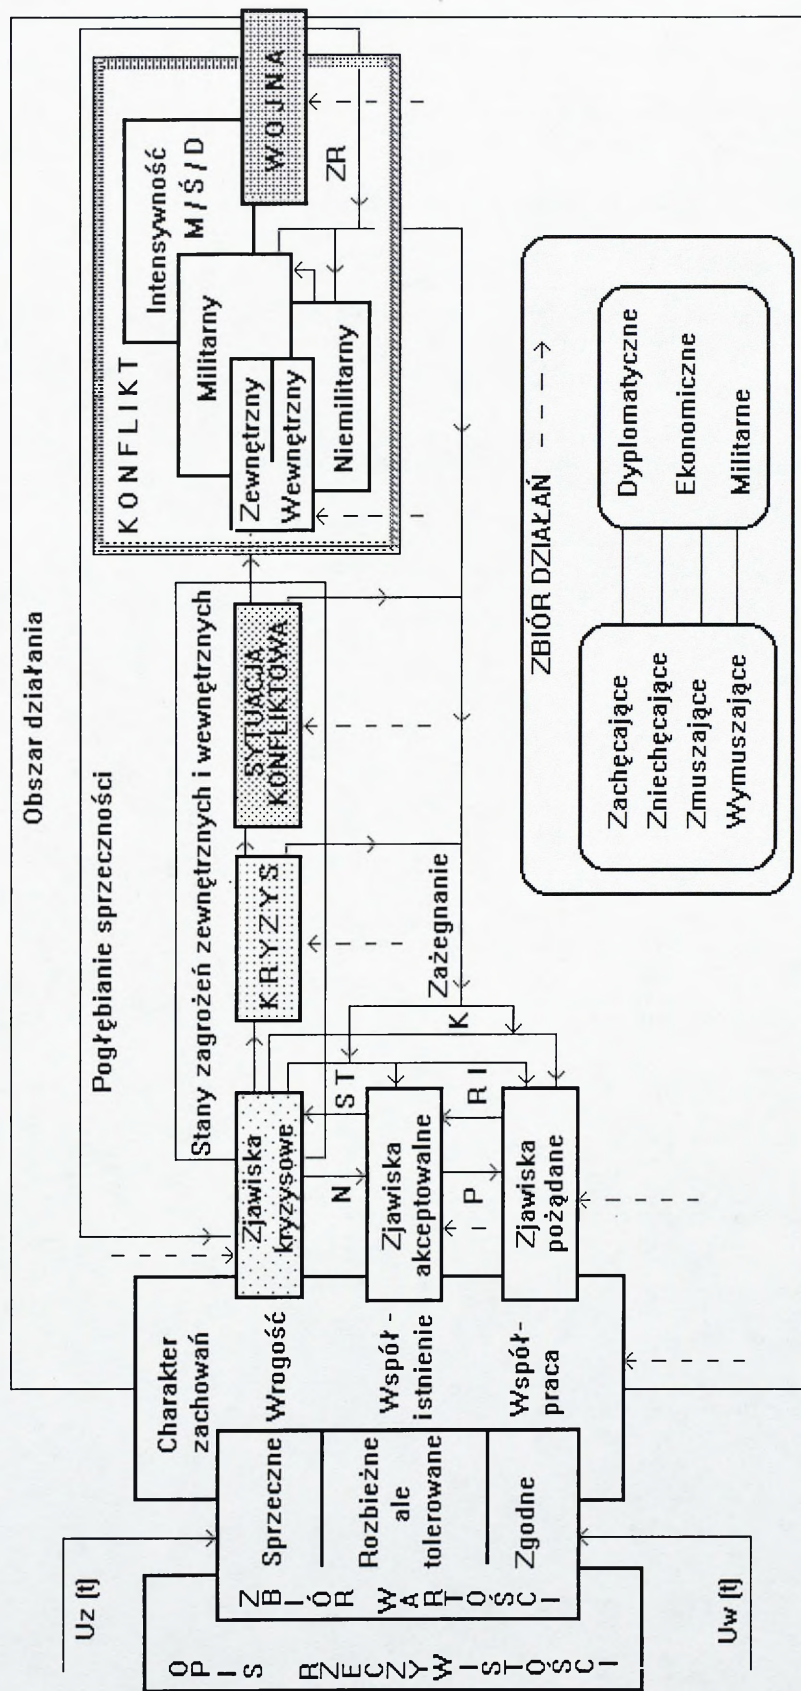 Obszar działania
Pogłębianie sprzeczności
Stany zagrożeń zewnętrznych i wewnętrznych
Uz (t)
Uw (t)
OPIS RZECZYWISTOŚCI
ZBIÓR WARTOŚCI
Sprzeczne
Rozbieżne
ale
tolerowane
Zgodne
Charakter
zachowań
Wrogość
Współ-
istnienie
Współ-
praca
Zjawiska
kryzysowe
N
S T
Zjawiska
akceptowalne
P
R I
Zjawiska
pożądane
K
KRYZYS
SYTUACJA
KONFLIKTOWA
Zażegnanie
KONFLIKT
Intensywność
M/Ś/D
Militarny
Zewnętrzny
Wewnętrzny
Niemilitarny
WOJNA
ZR
ZBIÓR DZIAŁAŃ
Zachęcające
Zniechęcające
Zmuszające
Wymuszające
Dyplomatyczne
Ekonomiczne
Militarne